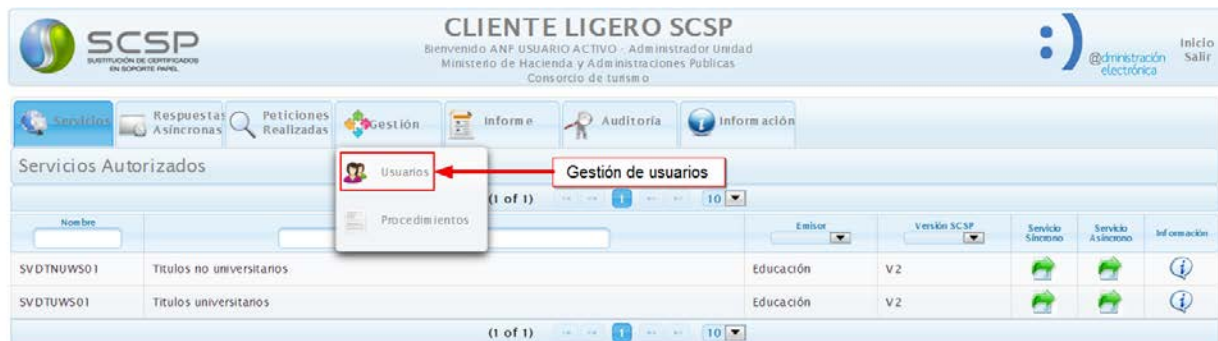 SCSP
SUSTITUCIÓN DE CERTIFICADOS
EN SOPORTE PAPEL
CLIENTE LIGERO SCSP
Bienvenido ANF USUARIO ACTIVO - Administrador Unidad
Ministerio de Hacienda y Administraciones Publicas
Consorcio de turismo
:)
@dministración
electrónica
Inicio
Salir
Servicios
Respuestas Asíncronas
Peticiones Realizadas
Gestión
Informe
Auditoría
Información
Servicios Autorizados
Usuarios
Gestión de usuarios
Procedimientos
(1 of 1) 1 10
Nombre Emisor Versión SCSP Servicio Síncrono Servicio Asíncrono Información
SVDTNUWS01 Titulos no universitarios Educación V2
SVDTUWS01 Titulos universitarios Educación V2
(1 of 1) 1 10